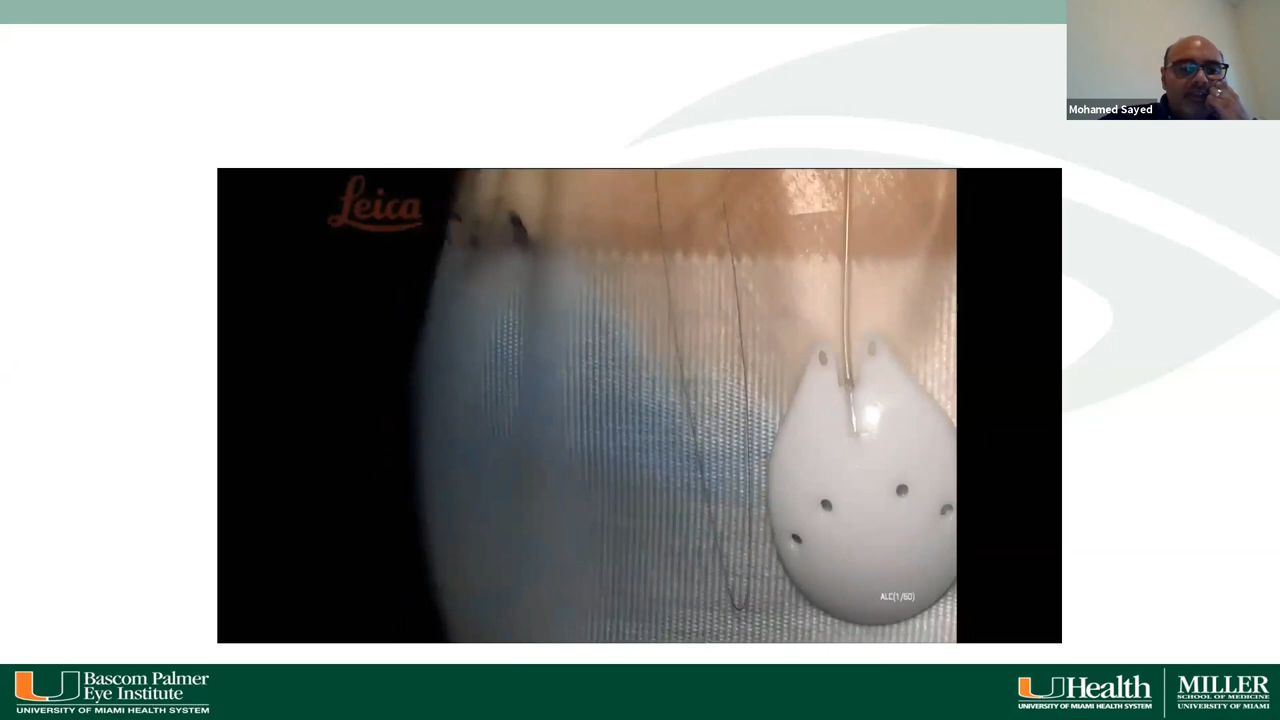 Mohamed Sayed
Leica
ALC(1/60)
Bascom Palmer
Eye Institute
UNIVERSITY OF MIAMI HEALTH SYSTEM
UHealth
UNIVERSITY OF MIAMI HEALTH SYSTEM
MILLER
SCHOOL OF MEDICINE
UNIVERSITY OF MIAMI